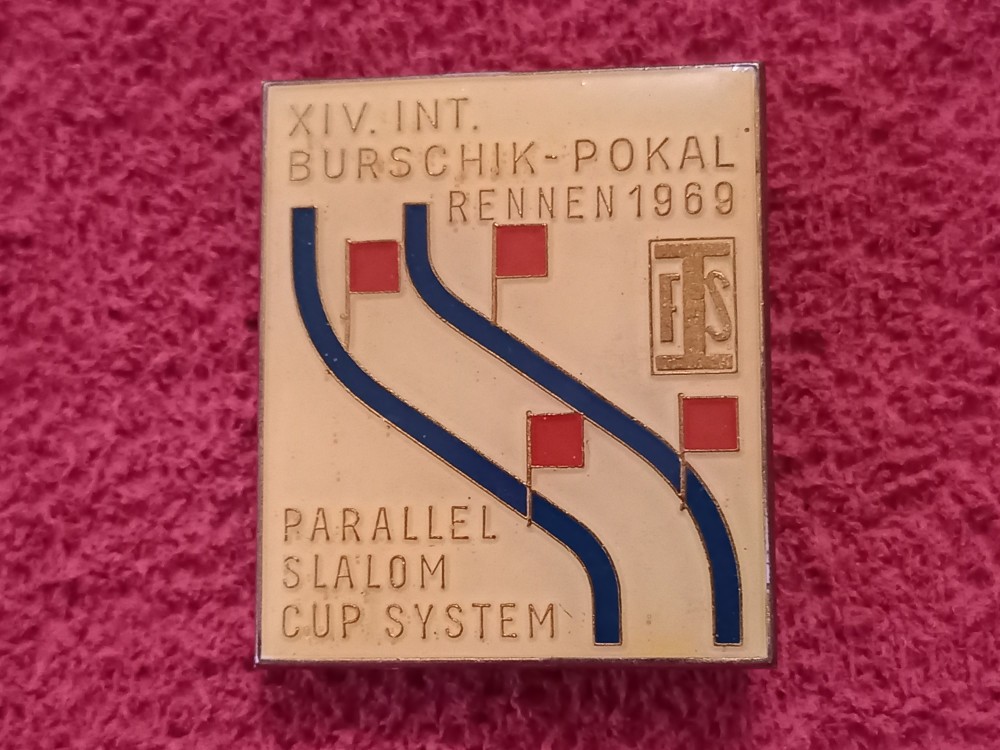 XIV. INT.
BURSCHIK-POKAL
RENNEN 1969
FIS
PARALLEL
SLALOM
CUP SYSTEM